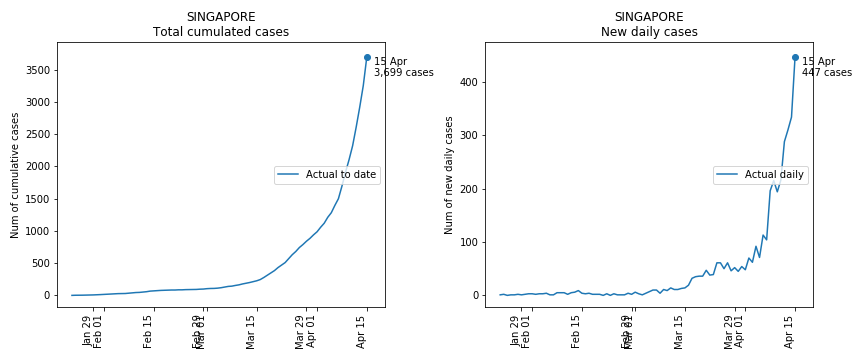 SINGAPORE
Total cumulated cases
Num of cumulative cases
3500
3000
2500
2000
1500
1000
500
0
15 Apr
3,699 cases
Actual to date
Jan 29
Feb 01
Feb 15
Feb 29
Mar 01
Mar 15
Mar 29
Apr 01
Apr 15
SINGAPORE
New daily cases
Num of new daily cases
400
300
200
100
0
15 Apr
447 cases
Actual daily
Jan 29
Feb 01
Feb 15
Feb 29
Mar 01
Mar 15
Mar 29
Apr 01
Apr 15